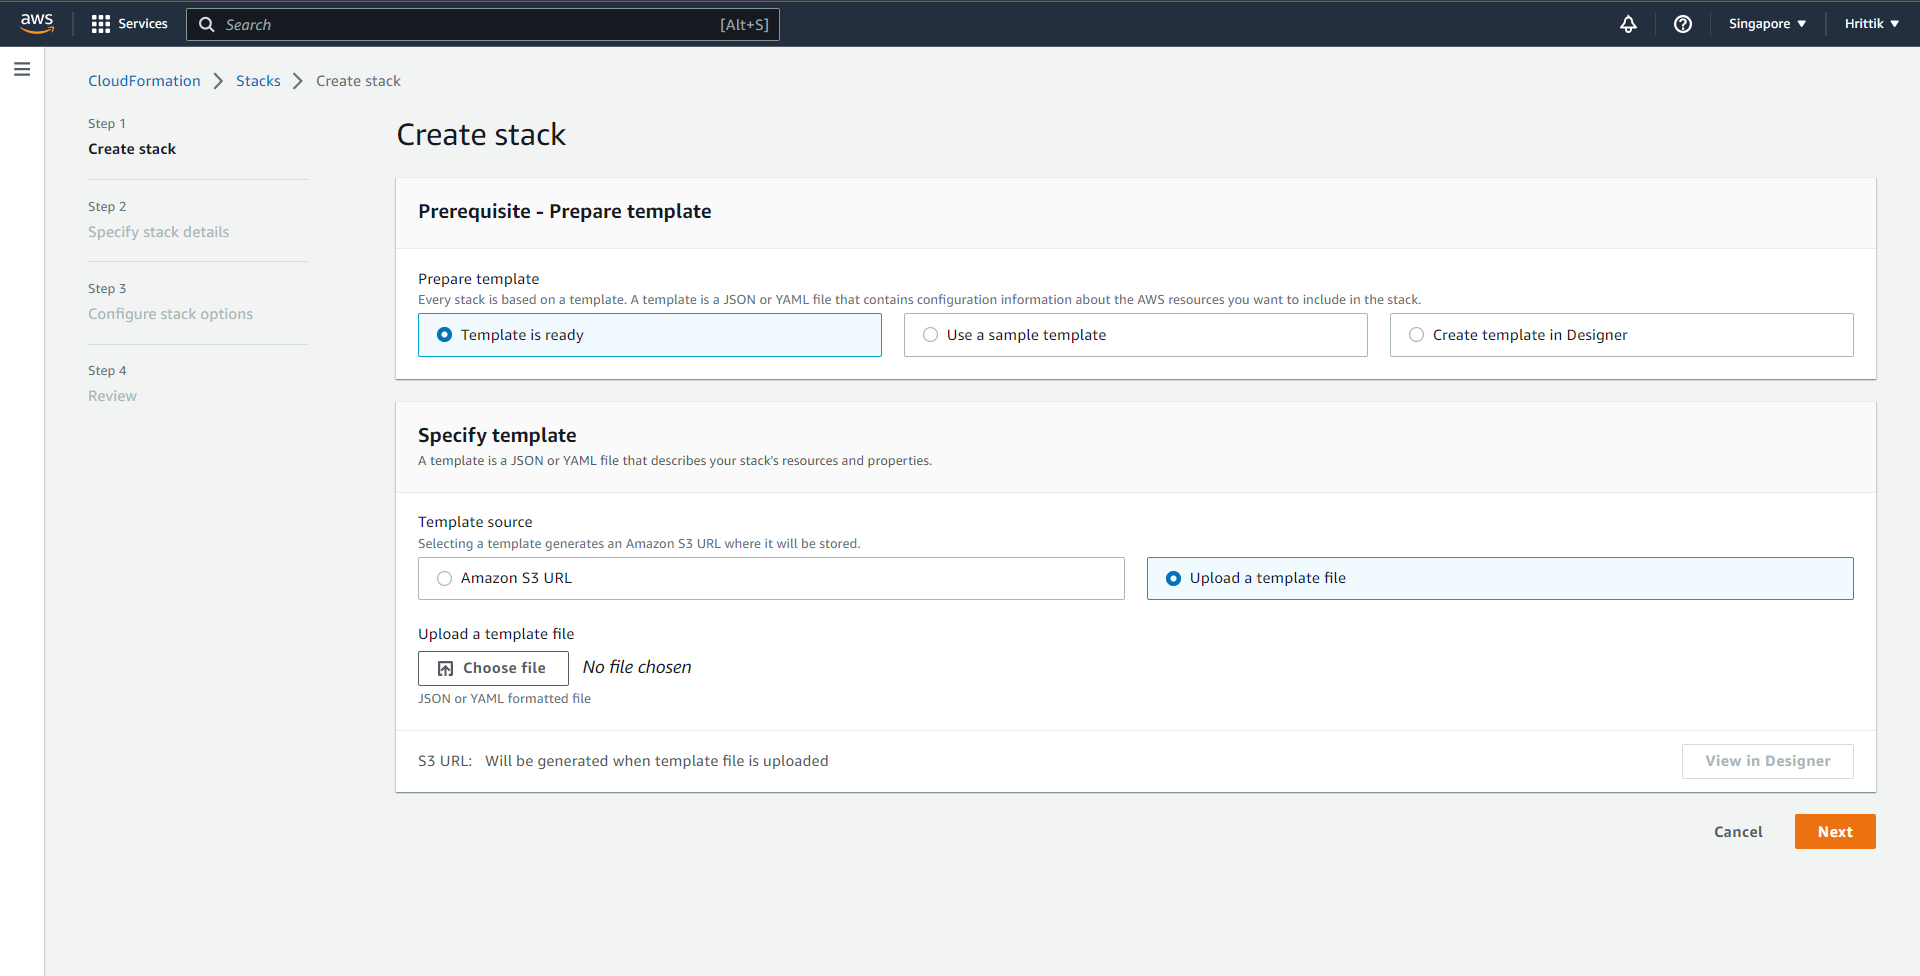 aws
Services
Search
[Alt+S]
Singapore
Hrittik
CloudFormation
Stacks
Create stack
Step 1
Create stack
Step 2
Specify stack details
Step 3
Configure stack options
Step 4
Review
Create stack
Prerequisite - Prepare template
Prepare template
Every stack is based on a template. A template is a JSON or YAML file that contains configuration information about the AWS resources you want to include in the stack.
Template is ready
Use a sample template
Create template in Designer
Specify template
A template is a JSON or YAML file that describes your stack's resources and properties.
Template source
Selecting a template generates an Amazon S3 URL where it will be stored.
Amazon S3 URL
Upload a template file
Upload a template file
Choose file
No file chosen
JSON or YAML formatted file
S3 URL: Will be generated when template file is uploaded
View in Designer
Cancel
Next